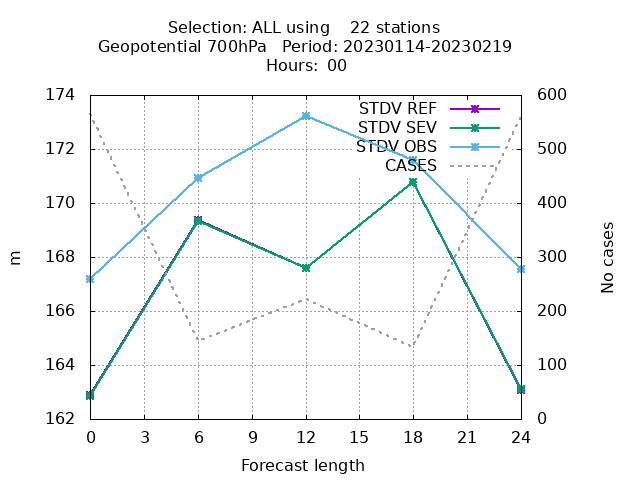 Selection: ALL using    22 stations
Geopotential 700hPa   Period: 20230114-20230219
Hours:  00
174
172
170
168
166
164
162
m
600
500
400
300
200
100
0
No cases
STDV REF
STDV SEV
STDV OBS
CASES
0 3 6 9 12 15 18 21 24
Forecast length